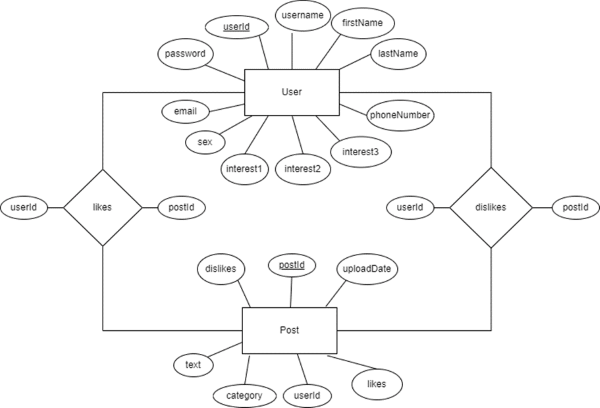 username
userId
firstName
password
lastName
User
email
phoneNumber
sex
interest3
interest1
interest2
userId
likes
postId
userId
dislikes
postId
dislikes
postId
uploadDate
Post
text
likes
category
userId